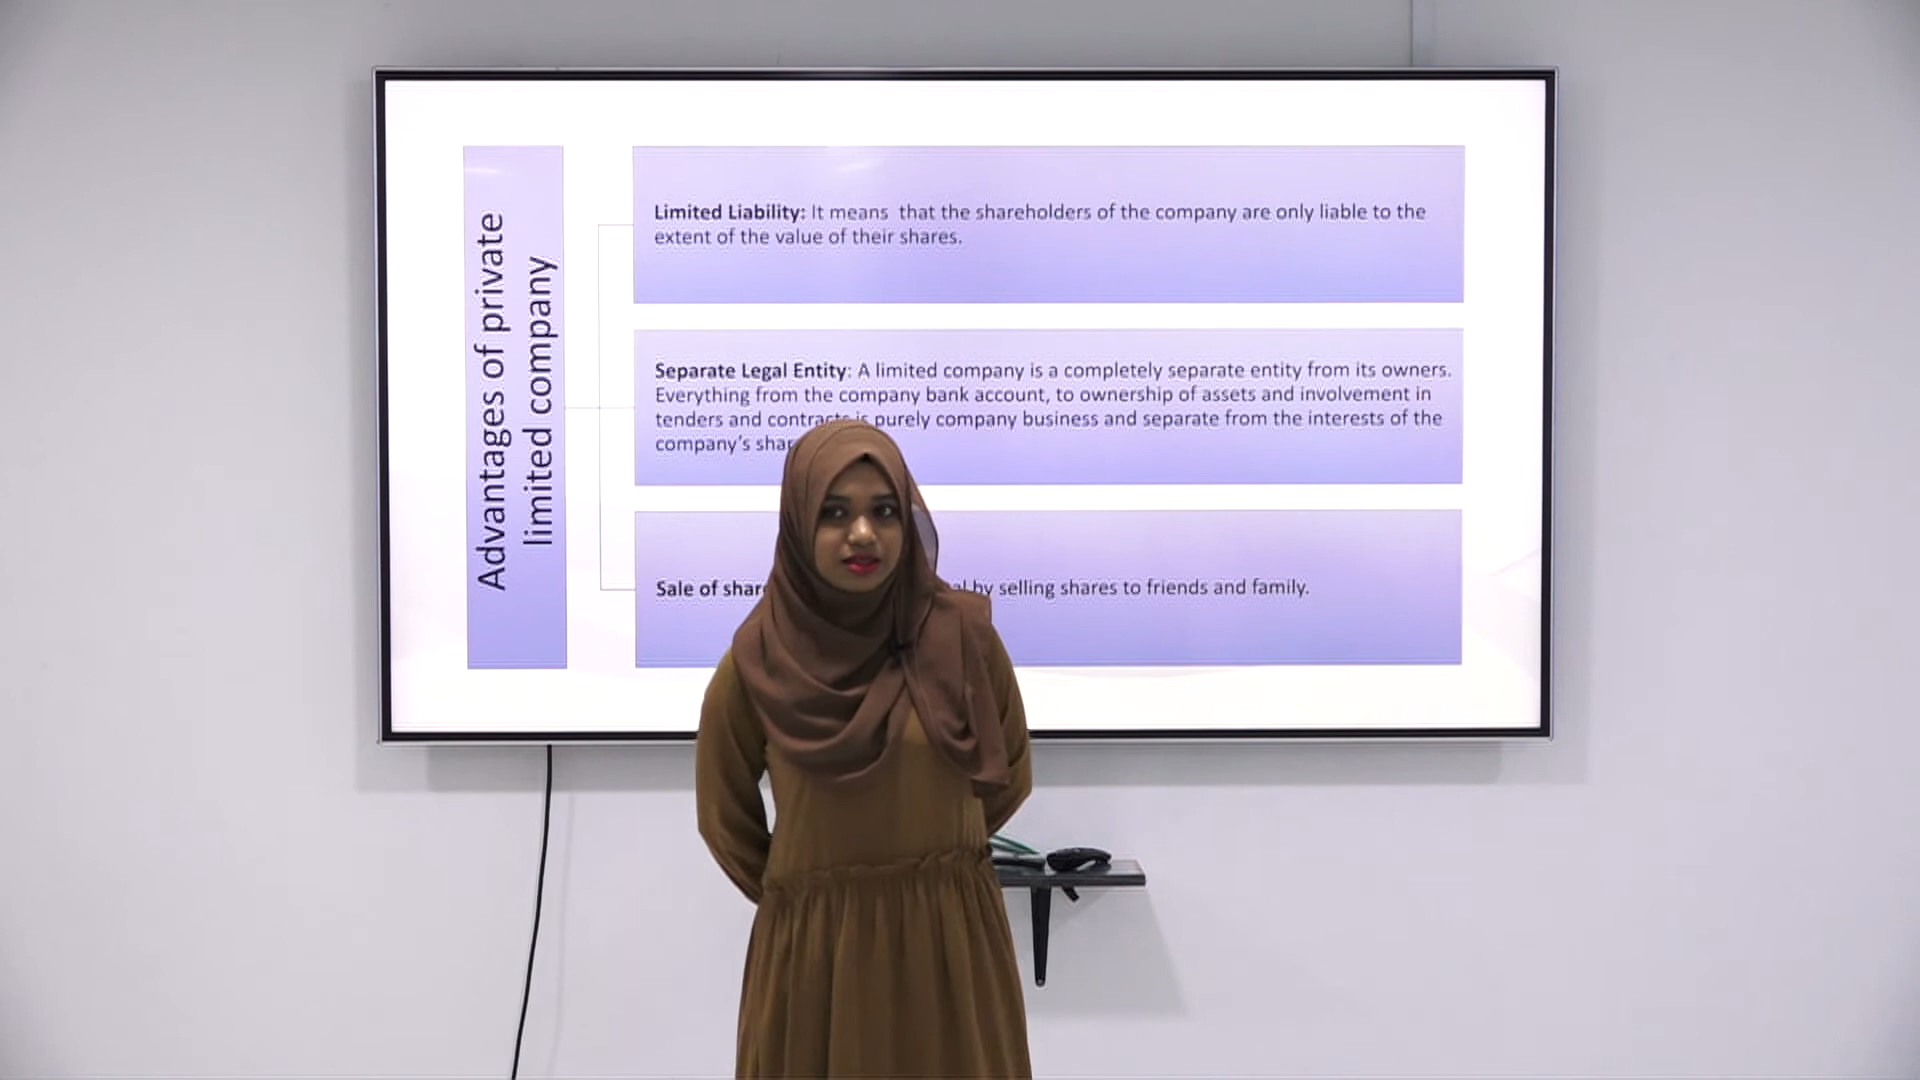 Advantages of private
limited company
Limited Liability: It means that the shareholders of the company are only liable to the
extent of the value of their shares.
Separate Legal Entity: A limited company is a completely separate entity from its owners.
Everything from the company bank account, to ownership of assets and involvement in
tenders and contracts is purely company business and separate from the interests of the
company's
Sale of by selling shares to friends and family.